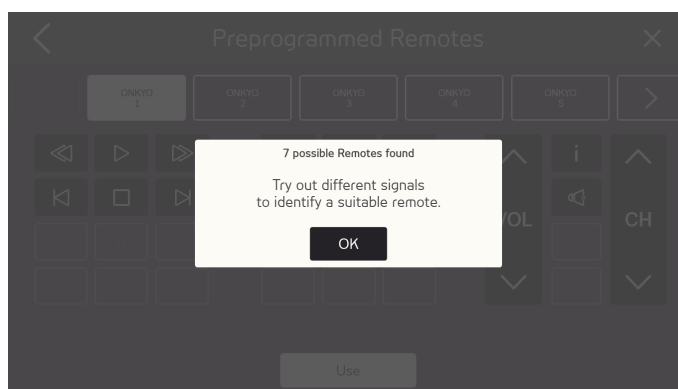 Preprogrammed Remotes
ONKYO
1
ONKYO
2
ONKYO
3
ONKYO
4
ONKYO
5
7 possible Remotes found
Try out different signals
to identify a suitable remote.
OK
i
VOL
CH
Use